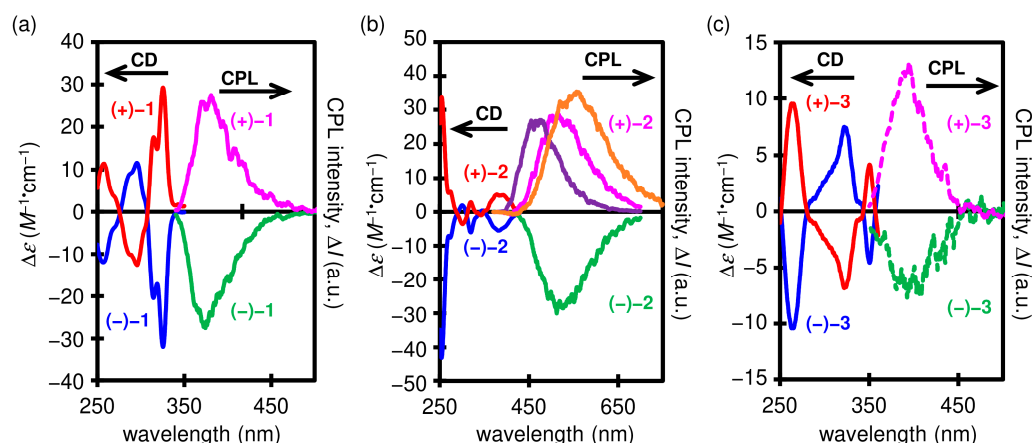 (a)
40
30
20
10
0
−10
−20
−30
−40
Δε (M⁻¹•cm⁻¹)
CD
CPL
(+)−1
(+)−1
(−)−1
(−)−1
CPL intensity, ΔI (a.u.)
250
350
450
wavelength (nm)
(b)
50
40
30
20
10
0
−10
−20
−30
−40
−50
Δε (M⁻¹•cm⁻¹)
CPL
CD
(+)−2
(+)−2
(−)−2
(−)−2
CPL intensity, ΔI (a.u.)
250
450
650
wavelength (nm)
(c)
15
10
5
0
−5
−10
−15
Δε (M⁻¹•cm⁻¹)
CD
CPL
(+)−3
(+)−3
(−)−3
(−)−3
CPL intensity, ΔI (a.u.)
250
350
450
wavelength (nm)